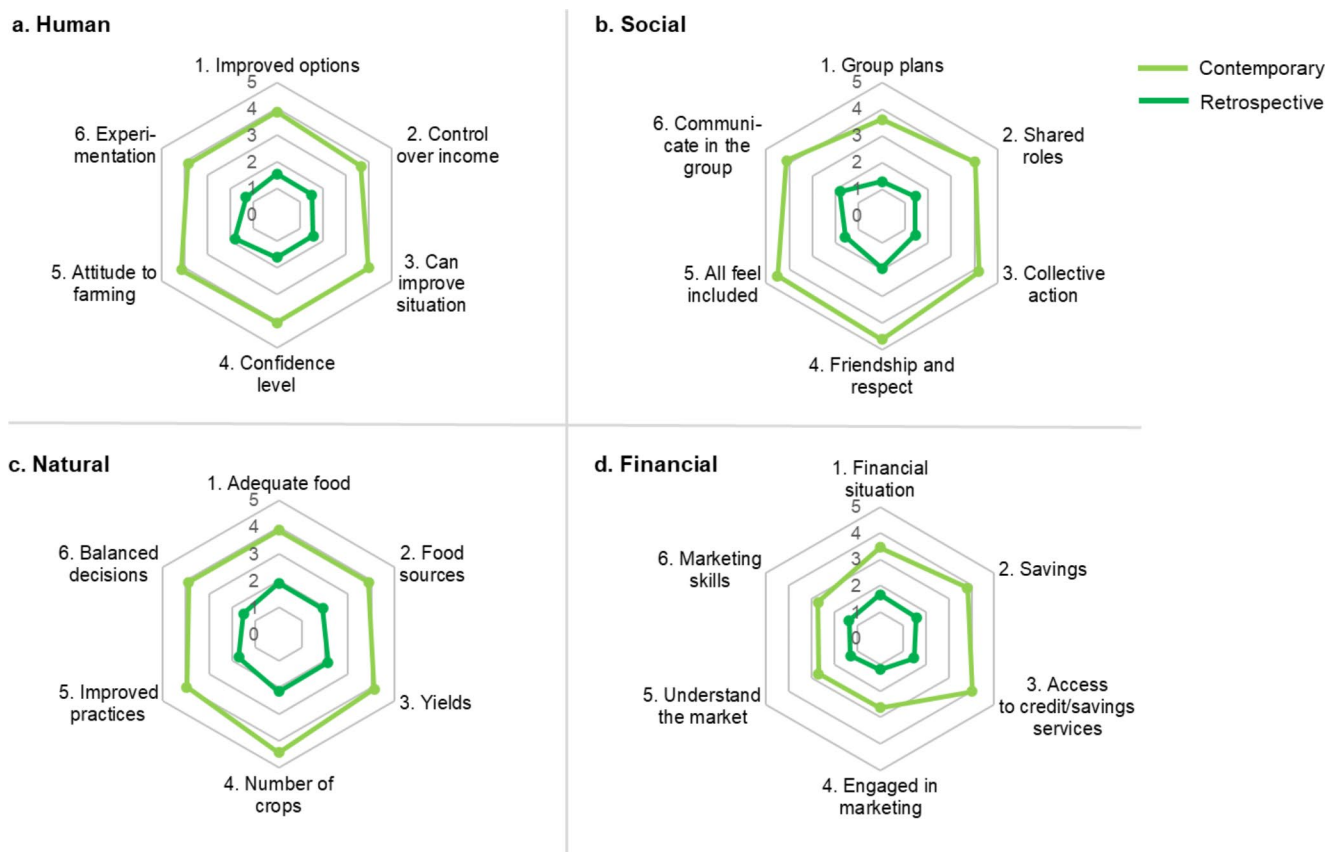 a. Human
1. Improved options
5
4
3
2
1
0
2. Control
over income
3. Can
improve
situation
4. Confidence
level
5. Attitude to
farming
6. Experi-
mentation
b. Social
1. Group plans
5
4
3
2
1
0
2. Shared
roles
3. Collective
action
4. Friendship and
respect
5. All feel
included
6. Communi-
cate in the
group
Contemporary
Retrospective
c. Natural
1. Adequate food
5
4
3
2
1
0
2. Food
sources
3. Yields
4. Number of
crops
5. Improved
practices
6. Balanced
decisions
d. Financial
1. Financial
situation
5
4
3
2
1
0
2. Savings
3. Access
to credit/savings
services
4. Engaged in
marketing
5. Understand
the market
6. Marketing
skills